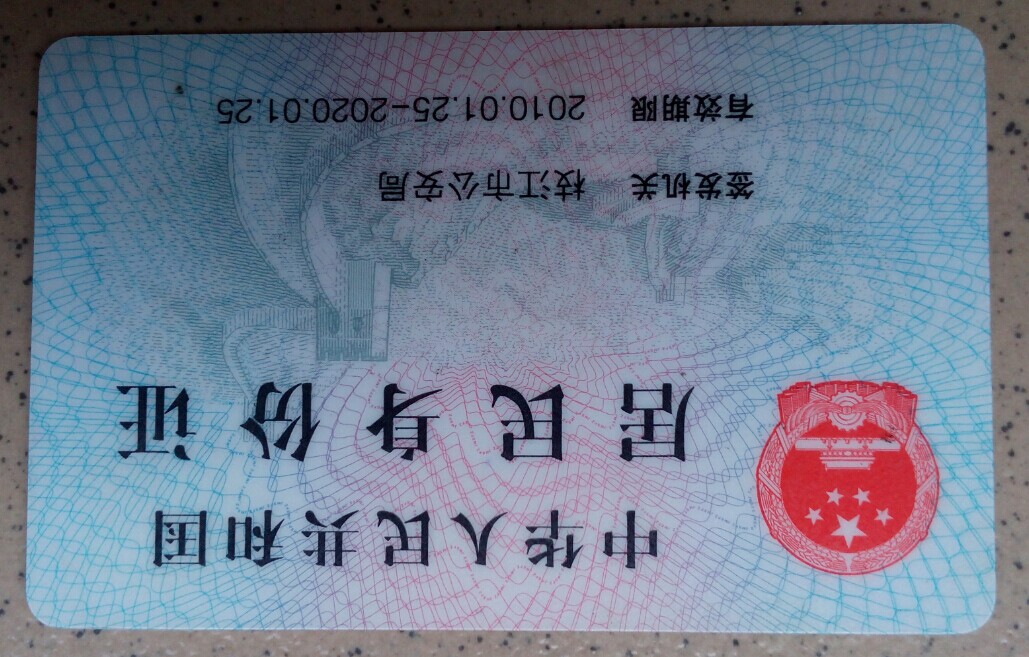 中华人民共和国
居民身份证
签发机关 枝江市公安局
有效期限 2010.01.25-2020.01.25